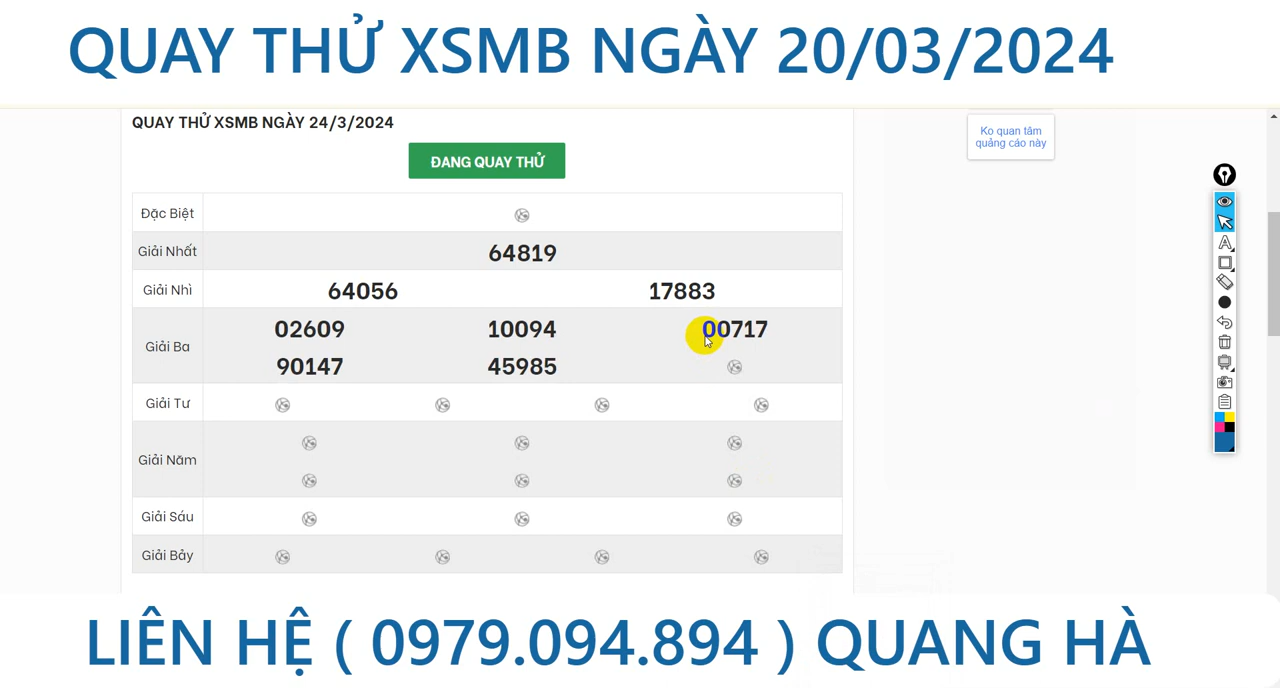 QUAY THỬ XSMB NGÀY 20/03/2024
QUAY THỬ XSMB NGÀY 24/3/2024
Ko quan tâm
quảng cáo này
ĐANG QUAY THỬ
Đặc Biệt
Giải Nhất 64819
Giải Nhì 64056 17883
Giải Ba 02609 10094 00717
90147 45985
Giải Tư
Giải Năm
Giải Sáu
Giải Bảy
LIÊN HỆ ( 0979.094.894 ) QUANG HÀ